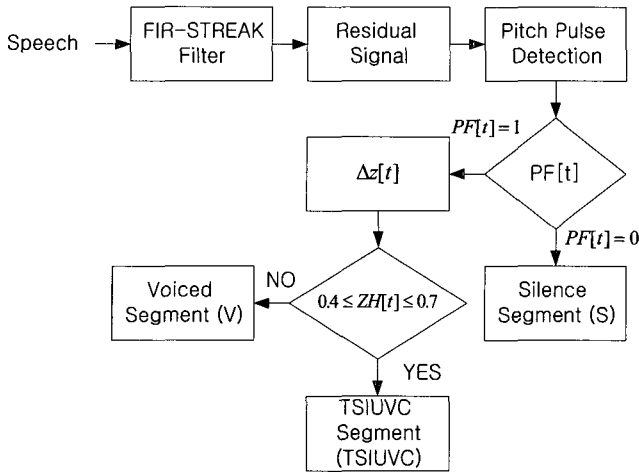 Speech
FIR-STREAK
Filter
Residual
Signal
Pitch Pulse
Detection
PF[t]=1
Δz[t]
PF[t]
PF[t]=0
Voiced
Segment (V)
NO
0.4 ≤ ZH[t] ≤ 0.7
Silence
Segment (S)
YES
TSIUVC
Segment
(TSIUVC)